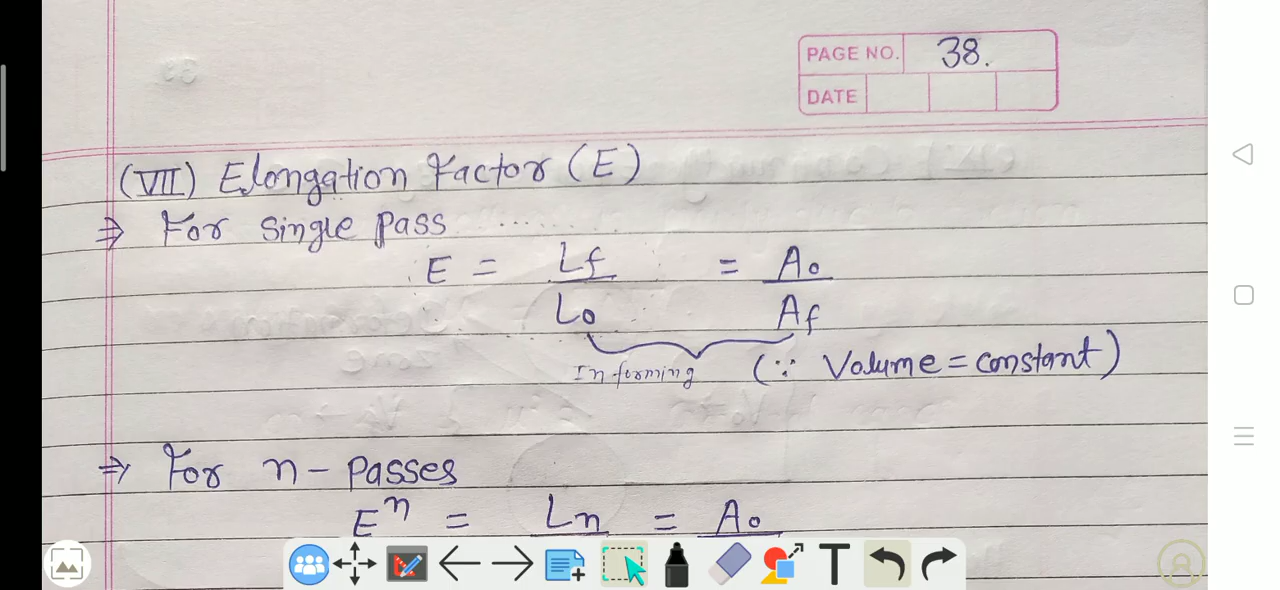 PAGE NO. 38.
DATE
(VII) Elongation Factor (E)
⇒ For single pass
E = Lf / Lo = Ao / Af
In forming (∵ Volume = constant)
⇒ For n - passes
Eⁿ = Ln = Ao
T